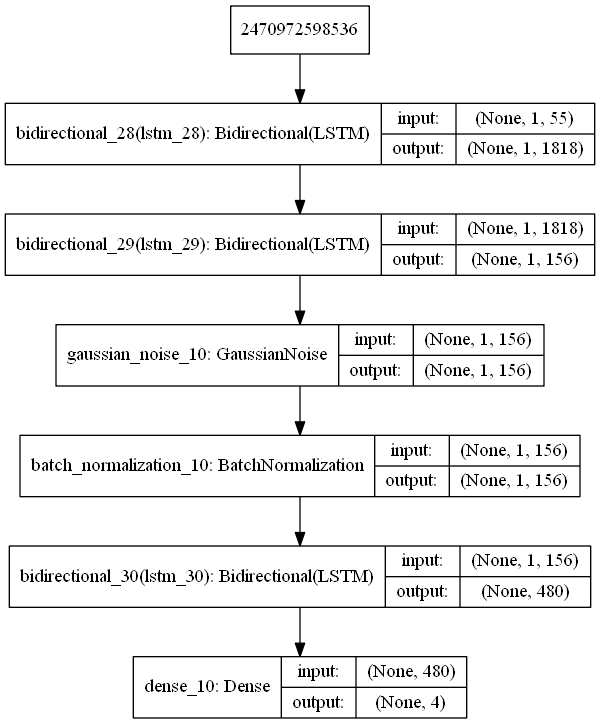 2470972598536
bidirectional_28(lstm_28): Bidirectional(LSTM)
input: (None, 1, 55)
output: (None, 1, 1818)
bidirectional_29(lstm_29): Bidirectional(LSTM)
input: (None, 1, 1818)
output: (None, 1, 156)
gaussian_noise_10: GaussianNoise
input: (None, 1, 156)
output: (None, 1, 156)
batch_normalization_10: BatchNormalization
input: (None, 1, 156)
output: (None, 1, 156)
bidirectional_30(lstm_30): Bidirectional(LSTM)
input: (None, 1, 156)
output: (None, 480)
dense_10: Dense
input: (None, 480)
output: (None, 4)